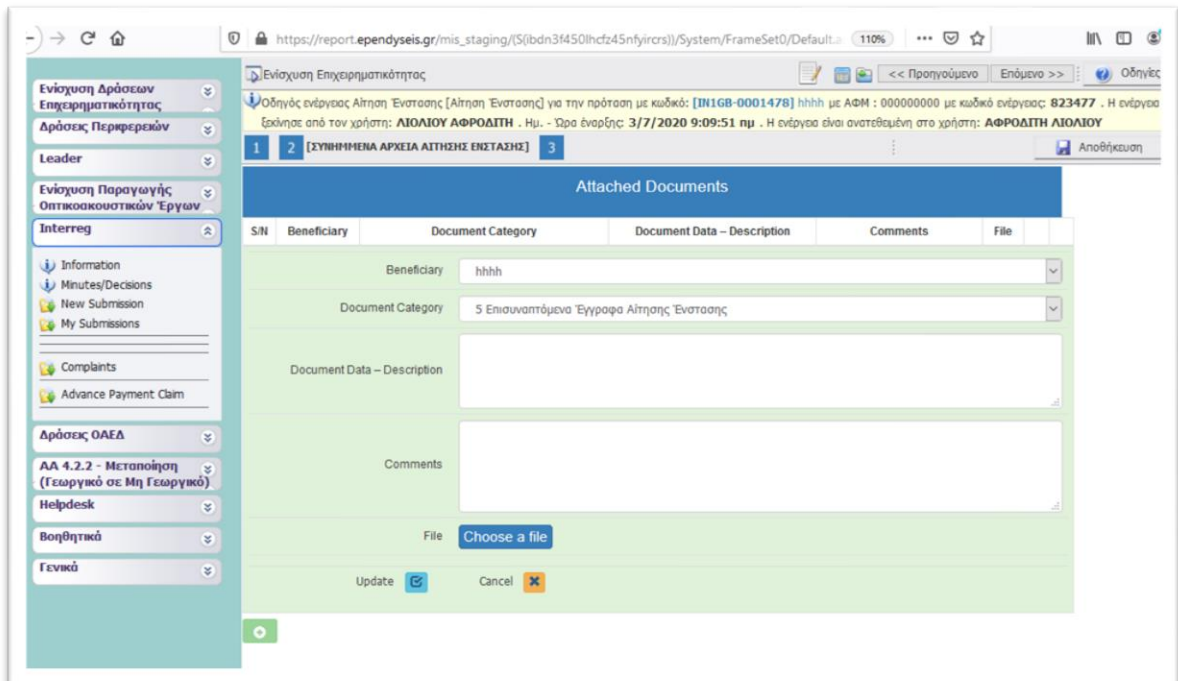 https://report.ependyseis.gr/mis_staging/(S(ibdn3f450lhcfz45nfyircrs))/System/FrameSet0/Default.a 110%
Ενίσχυση Δράσεων
Επιχειρηματικότητας
Δράσεις Περιφερειών
Leader
Ενίσχυση Παραγωγής
Οπτικοακουστικών Έργων
Interreg
Information
Minutes/Decisions
New Submission
My Submissions
Complaints
Advance Payment Claim
Δράσεις ΟΑΕΔ
ΑΑ 4.2.2 - Μεταποίηση
(Γεωργικό σε Μη Γεωργικό)
Helpdesk
Βοηθητικά
Γενικά
Ενίσχυση Επιχειρηματικότητας
<< Προηγούμενο Επόμενο >> Οδηγίες
Οδηγός ενέργειας Αίτηση Ένστασης [Αίτηση Ένστασης] για την πρόταση με κωδικό: [IN1GB-0001478] hhhh με ΑΦΜ : 000000000 με κωδικό ενέργειας: 823477 . Η ενέργεια
ξεκίνησε από τον χρήστη: ΛΙΟΛΙΟΥ ΑΦΡΟΔΙΤΗ . Ημ. - Ώρα έναρξης: 3/7/2020 9:09:51 πμ . Η ενέργεια είναι ανατεθειμένη στο χρήστη: ΑΦΡΟΔΙΤΗ ΛΙΟΛΙΟΥ
1 2 [ΣΥΝΗΜΜΕΝΑ ΑΡΧΕΙΑ ΑΙΤΗΣΗΣ ΕΝΣΤΑΣΗΣ] 3 Αποθήκευση
Attached Documents
S/N Beneficiary Document Category Document Data – Description Comments File
Beneficiary hhhh
Document Category 5 Επισυναπτόμενα Έγγραφα Αίτησης Ένστασης
Document Data – Description
Comments
File Choose a file
Update Cancel